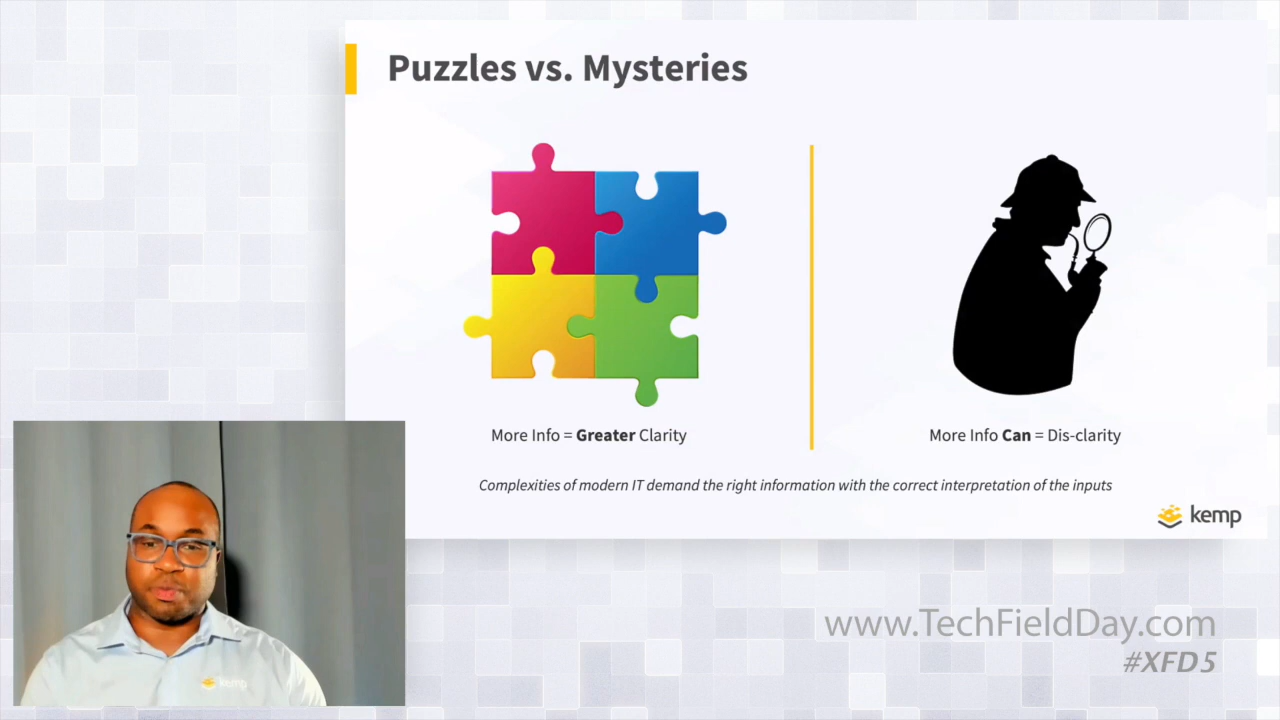 Puzzles vs. Mysteries
More Info = Greater Clarity
More Info Can = Dis-clarity
Complexities of modern IT demand the right information with the correct interpretation of the inputs
kemp
kemp
www.TechFieldDay.com
#XFD5